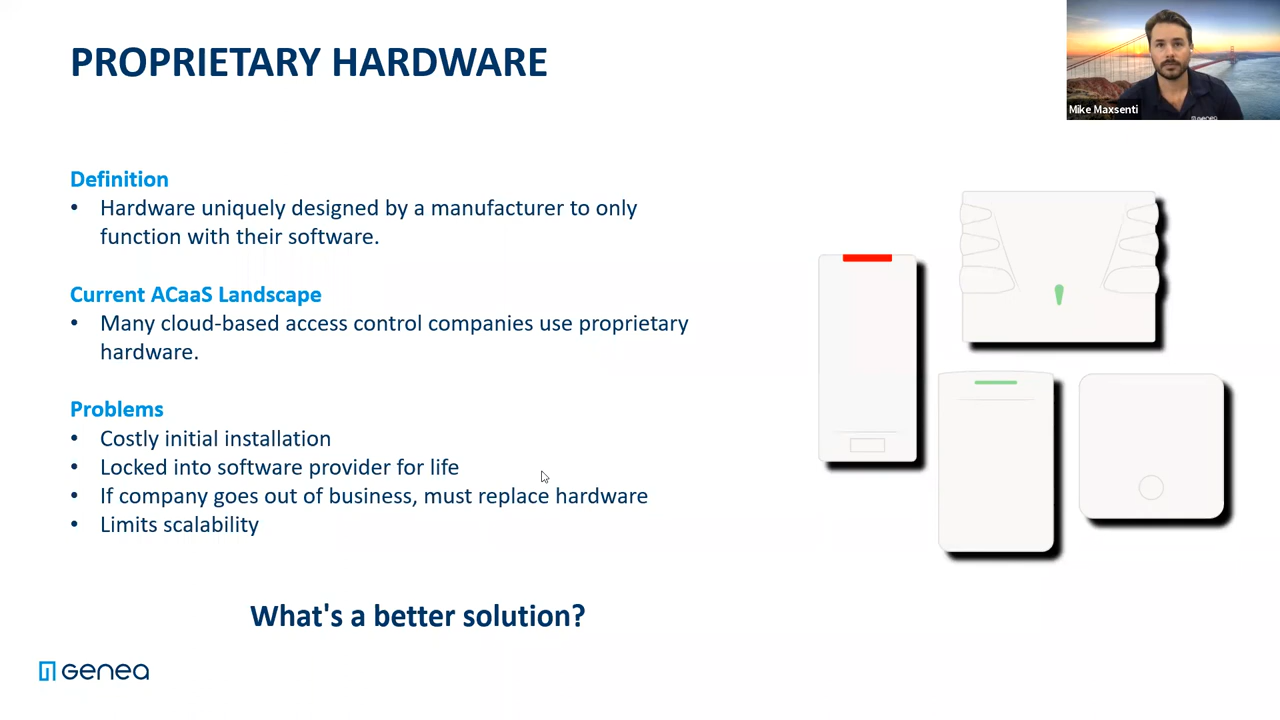 PROPRIETARY HARDWARE
Mike Maxsenti
genea
Definition
• Hardware uniquely designed by a manufacturer to only
function with their software.
Current ACaaS Landscape
• Many cloud-based access control companies use proprietary
hardware.
Problems
• Costly initial installation
• Locked into software provider for life
• If company goes out of business, must replace hardware
• Limits scalability
What's a better solution?
genea